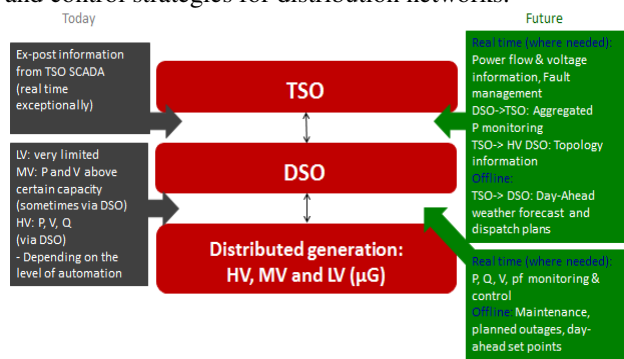 and control strategies for distribution networks.
Today
Future
Ex-post information
from TSO SCADA
(real time
exceptionally)
TSO
Real time (where needed):
Power flow & voltage
information, Fault
management
DSO->TSO: Aggregated
P monitoring
TSO-> HV DSO: Topology
information
Offline:
TSO-> DSO: Day-Ahead
weather forecast and
dispatch plans
LV: very limited
MV: P and V above
certain capacity
(sometimes via DSO)
HV: P, V, Q
(via DSO)
- Depending on the
level of automation
DSO
Distributed generation:
HV, MV and LV (µG)
Real time (where needed):
P, Q, V, pf monitoring &
control
Offline: Maintenance,
planned outages, day-
ahead set points